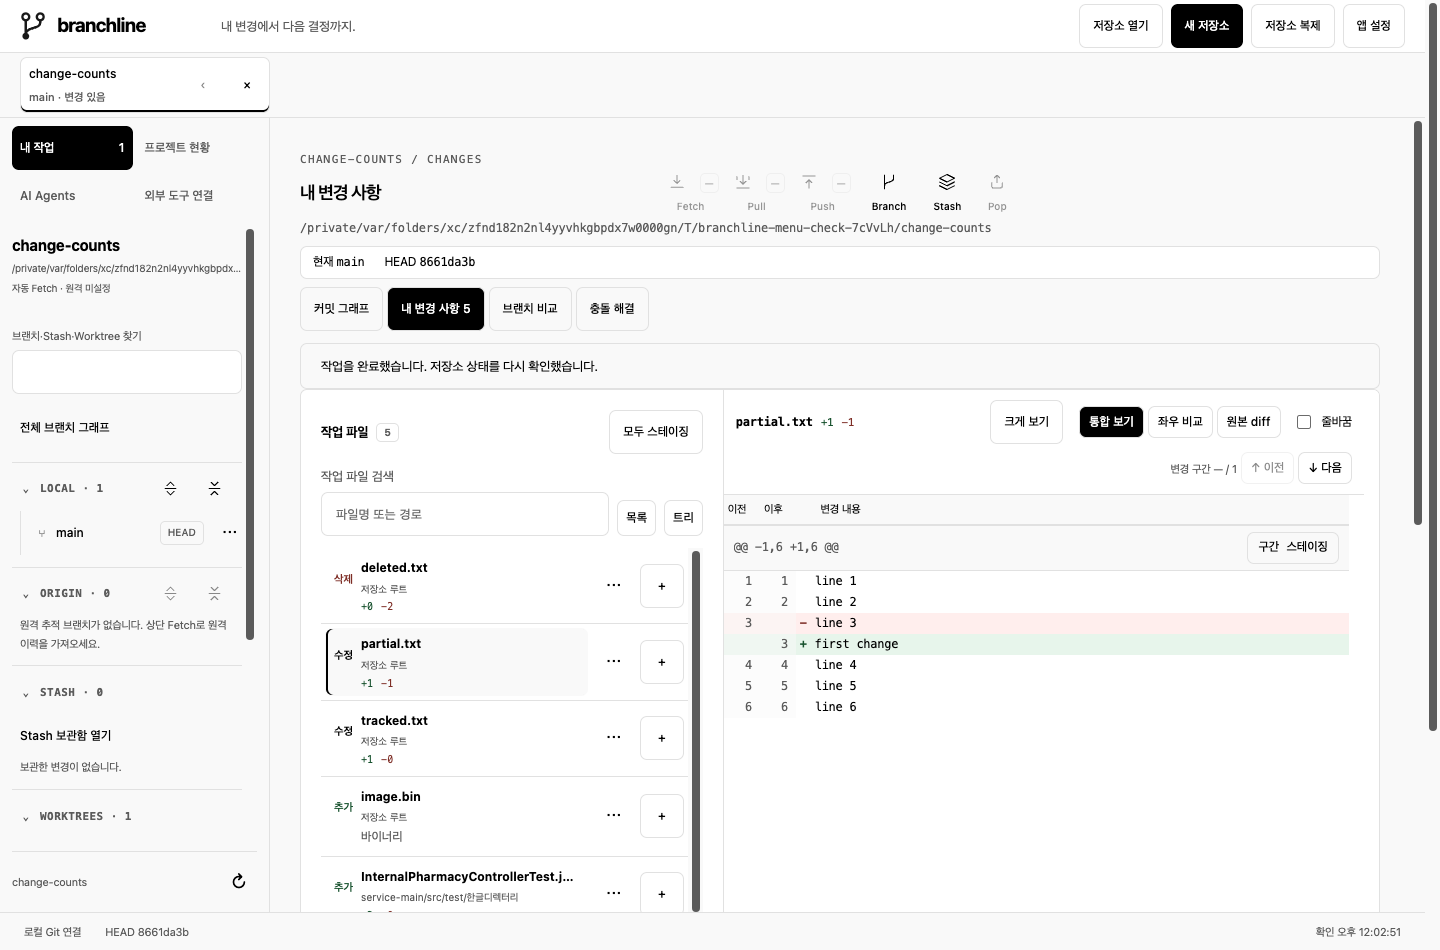 branchline
내 변경에서 다음 결정까지.
저장소 열기
새 저장소
저장소 복제
앱 설정
change-counts
main · 변경 있음
‹
×
내 작업 1
프로젝트 현황
AI Agents
외부 도구 연결
change-counts
/private/var/folders/xc/zfnd182n2nl4yyvhkgbpdx...
자동 Fetch · 원격 미설정
브랜치·Stash·Worktree 찾기
전체 브랜치 그래프
LOCAL · 1
main
HEAD
ORIGIN · 0
원격 추적 브랜치가 없습니다. 상단 Fetch로 원격
이력을 가져오세요.
STASH · 0
Stash 보관함 열기
보관한 변경이 없습니다.
WORKTREES · 1
change-counts
CHANGE-COUNTS / CHANGES
내 변경 사항
Fetch
Pull
Push
Branch
Stash
Pop
/private/var/folders/xc/zfnd182n2nl4yyvhkgbpdx7w0000gn/T/branchline-menu-check-7cVvLh/change-counts
현재 main HEAD 8661da3b
커밋 그래프
내 변경 사항 5
브랜치 비교
충돌 해결
작업을 완료했습니다. 저장소 상태를 다시 확인했습니다.
작업 파일 5
모두 스테이징
작업 파일 검색
파일명 또는 경로
목록
트리
삭제
deleted.txt
저장소 루트
+0 −2
···
+
수정
partial.txt
저장소 루트
+1 −1
···
+
수정
tracked.txt
저장소 루트
+1 −0
···
+
추가
image.bin
저장소 루트
바이너리
···
+
추가
InternalPharmacyControllerTest.j...
service-main/src/test/한글디렉터리
···
+
partial.txt +1 −1
크게 보기
통합 보기
좌우 비교
원본 diff
줄바꿈
변경 구간 — / 1
↑ 이전
↓ 다음
이전 이후 변경 내용
@@ −1,6 +1,6 @@
구간 스테이징
1 1 line 1
2 2 line 2
3 − line 3
3 + first change
4 4 line 4
5 5 line 5
6 6 line 6
로컬 Git 연결
HEAD 8661da3b
확인 오후 12:02:51